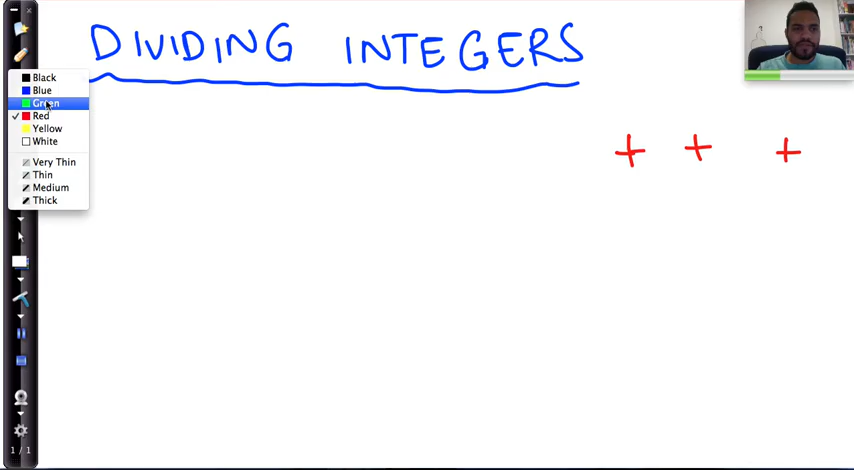 DIVIDING INTEGERS
Black
Blue
Green
Red
Yellow
White
Very Thin
Thin
Medium
Thick
+ + +
1 / 1